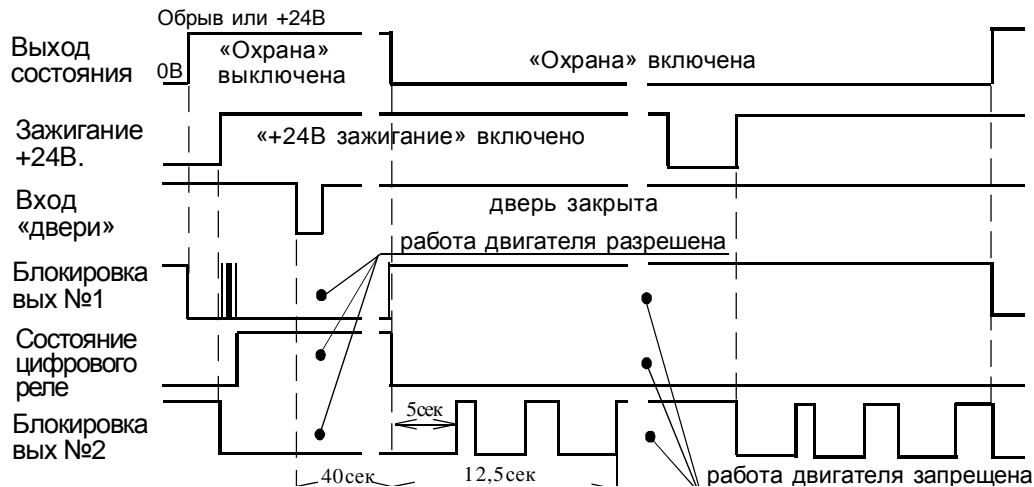 Обрыв или +24В
Выход
состояния
0В
«Охрана»
выключена
«Охрана» включена
Зажигание
+24В.
«+24В зажигание» включено
Вход
«двери»
дверь закрыта
работа двигателя разрешена
Блокировка
вых №1
Состояние
цифрового
реле
5сек
Блокировка
вых №2
40сек
12,5сек
работа двигателя запрещена